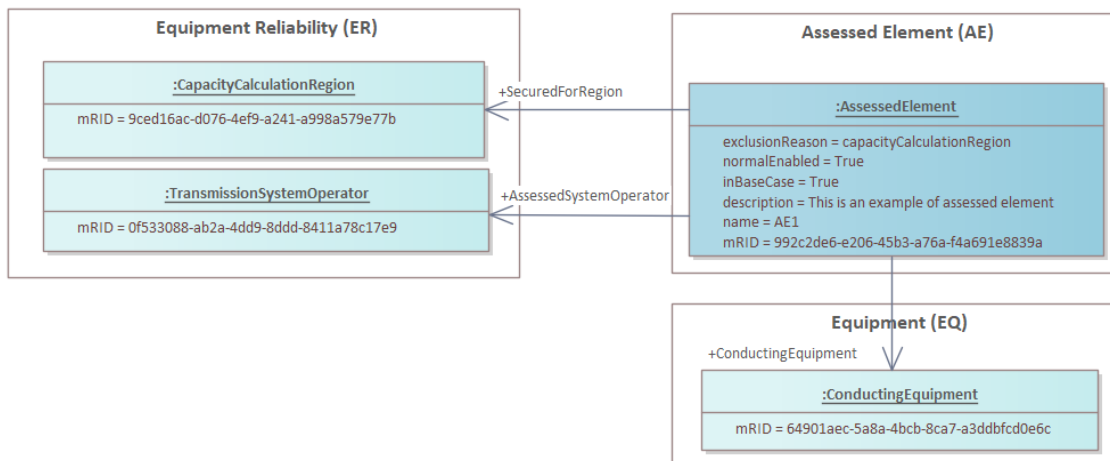 Equipment Reliability (ER)
:CapacityCalculationRegion
mRID = 9ced16ac-d076-4ef9-a241-a998a579e77b
:TransmissionSystemOperator
mRID = 0f533088-ab2a-4dd9-8ddd-8411a78c17e9
+SecuredForRegion
+AssessedSystemOperator
Assessed Element (AE)
:AssessedElement
exclusionReason = capacityCalculationRegion
normalEnabled = True
inBaseCase = True
description = This is an example of assessed element
name = AE1
mRID = 992c2de6-e206-45b3-a76a-f4a691e8839a
Equipment (EQ)
+ConductingEquipment
:ConductingEquipment
mRID = 64901aec-5a8a-4bcb-8ca7-a3ddbfcd0e6c